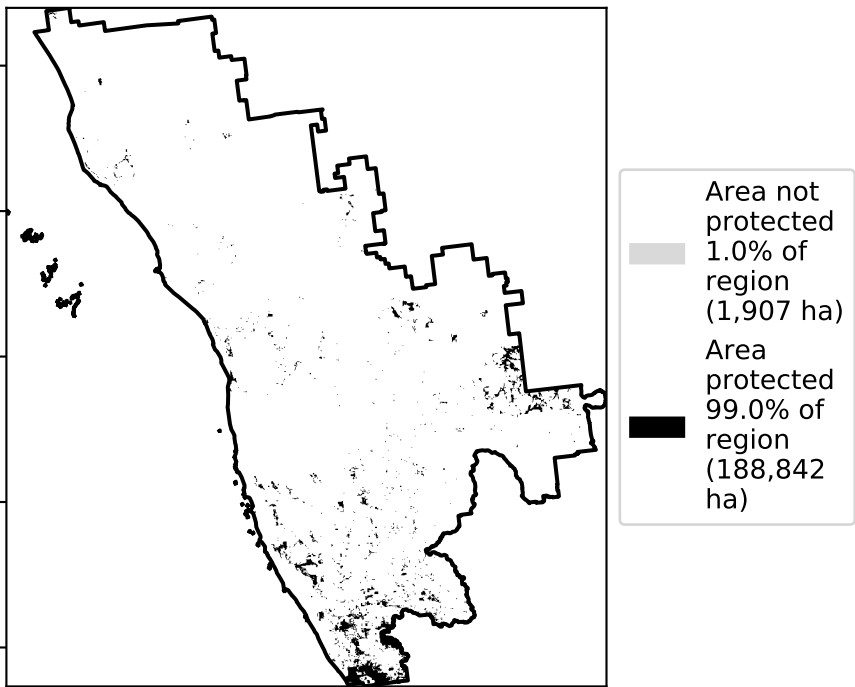 Area not
protected
1.0% of
region
(1,907 ha)
Area
protected
99.0% of
region
(188,842
ha)